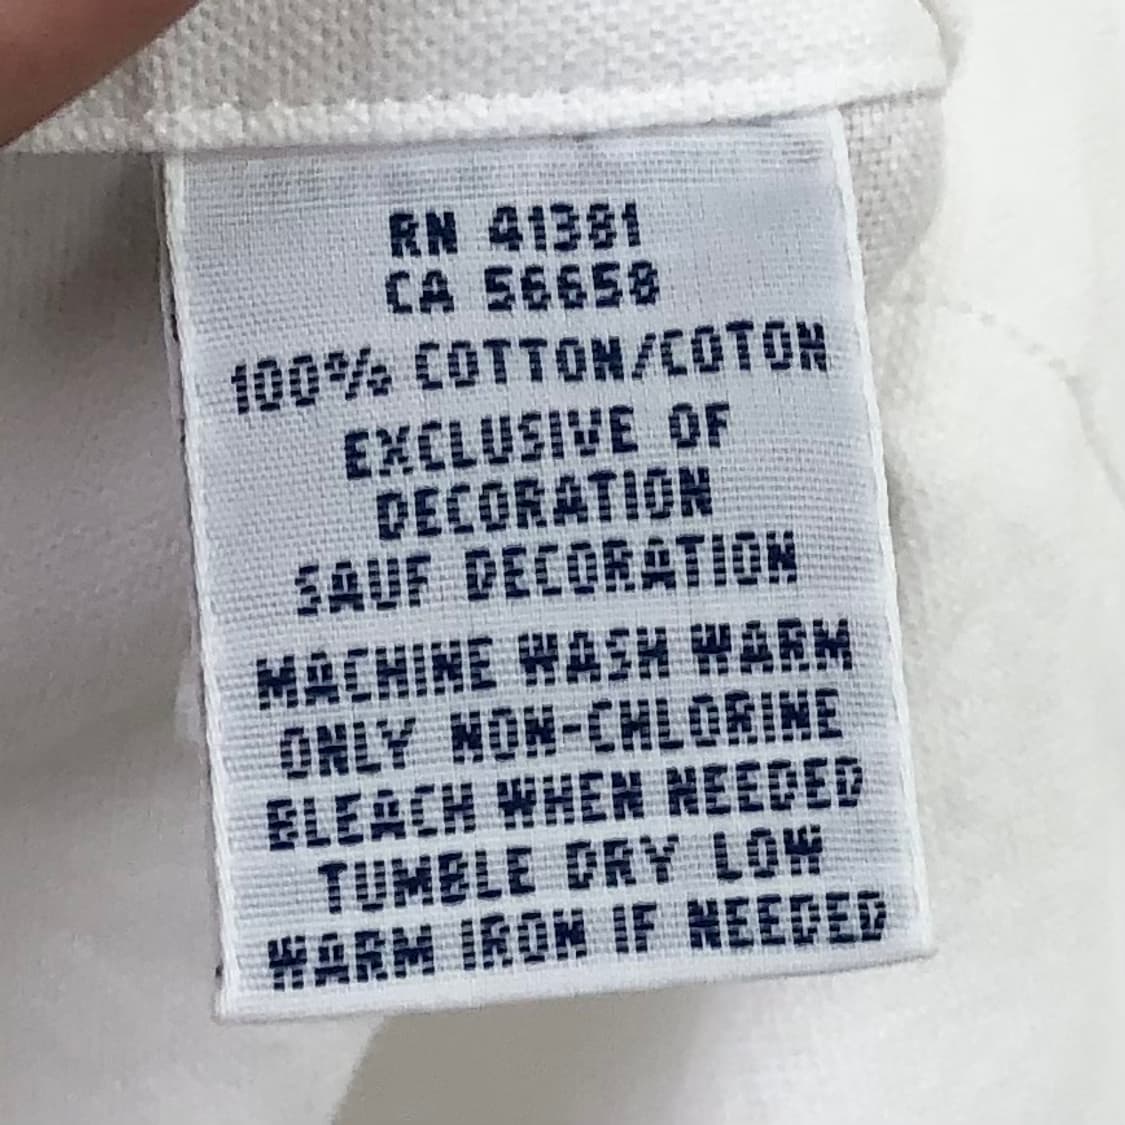 RN 41381
CA 56658
100% COTTON/COTON
EXCLUSIVE OF
DECORATION
SAUF DECORATION
MACHINE WASH WARM
ONLY NON-CHLORINE
BLEACH WHEN NEEDED
TUMBLE DRY LOW
WARM IRON IF NEEDED